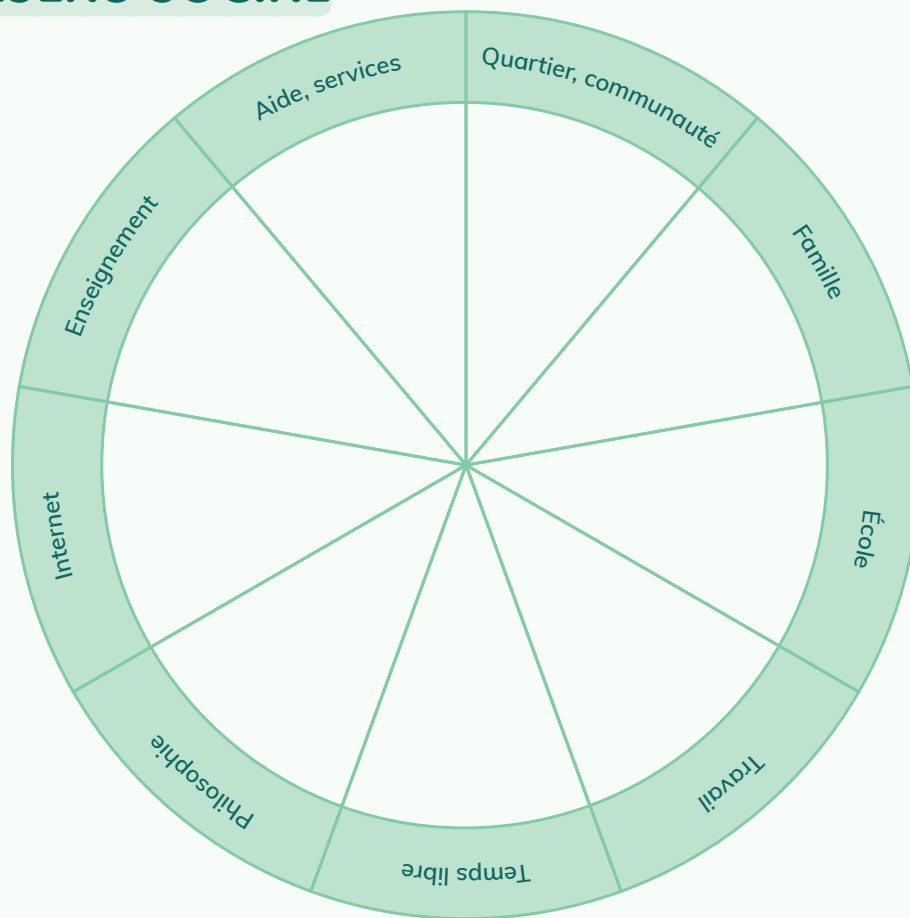 Quartier, communauté
Famille
École
Travail
Temps libre
Philosophie
Internet
Enseignement
Aide, services